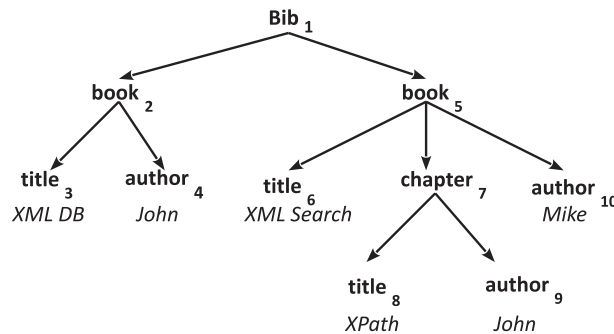 Bib 1
book 2
book 5
title 3
author 4
title 6
chapter 7
author 10
XML DB
John
XML Search
Mike
title 8
author 9
XPath
John